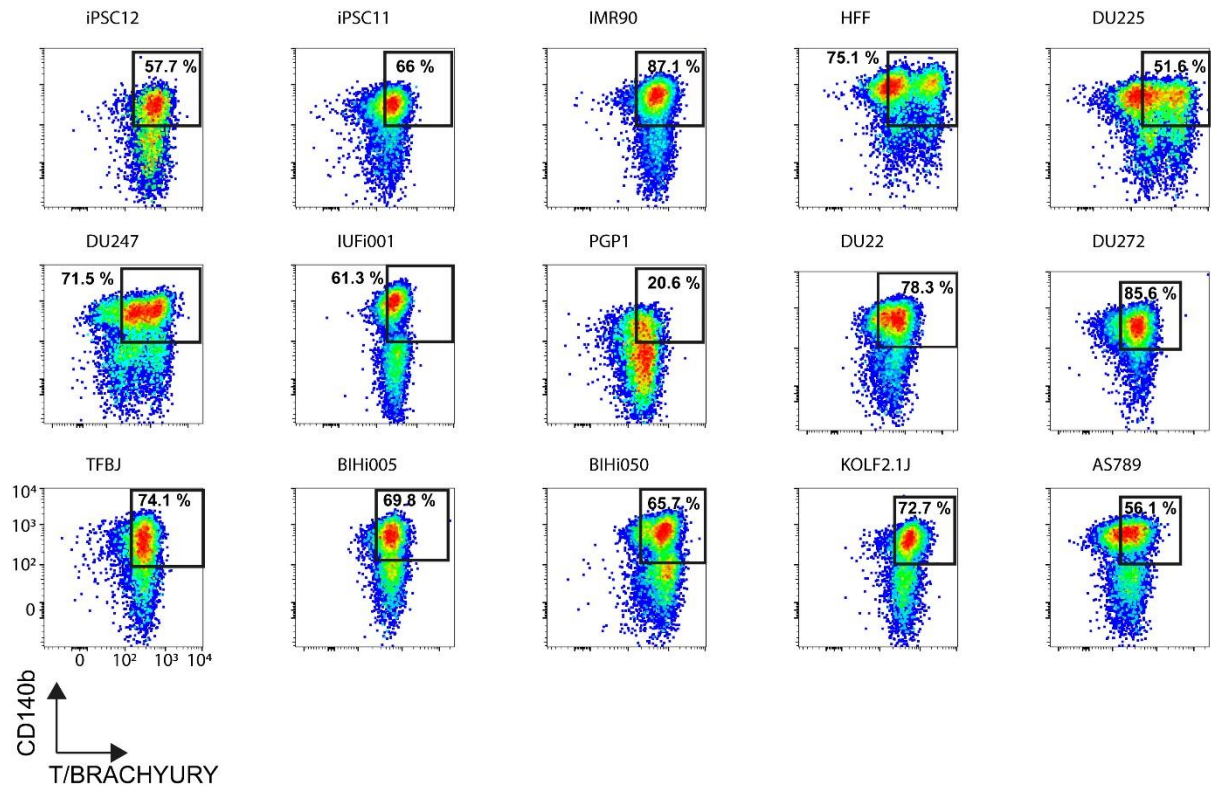 iPSC12 iPSC11 IMR90 HFF DU225
57.7 % 66 % 87.1 % 75.1 % 51.6 %
DU247 IUFi001 PGP1 DU22 DU272
71.5 % 61.3 % 20.6 % 78.3 % 85.6 %
TFBJ BIHi005 BIHi050 KOLF2.1J AS789
10⁴
74.1 % 69.8 % 65.7 % 72.7 % 56.1 %
10³
10²
0
0 10² 10³ 10⁴
CD140b
T/BRACHYURY